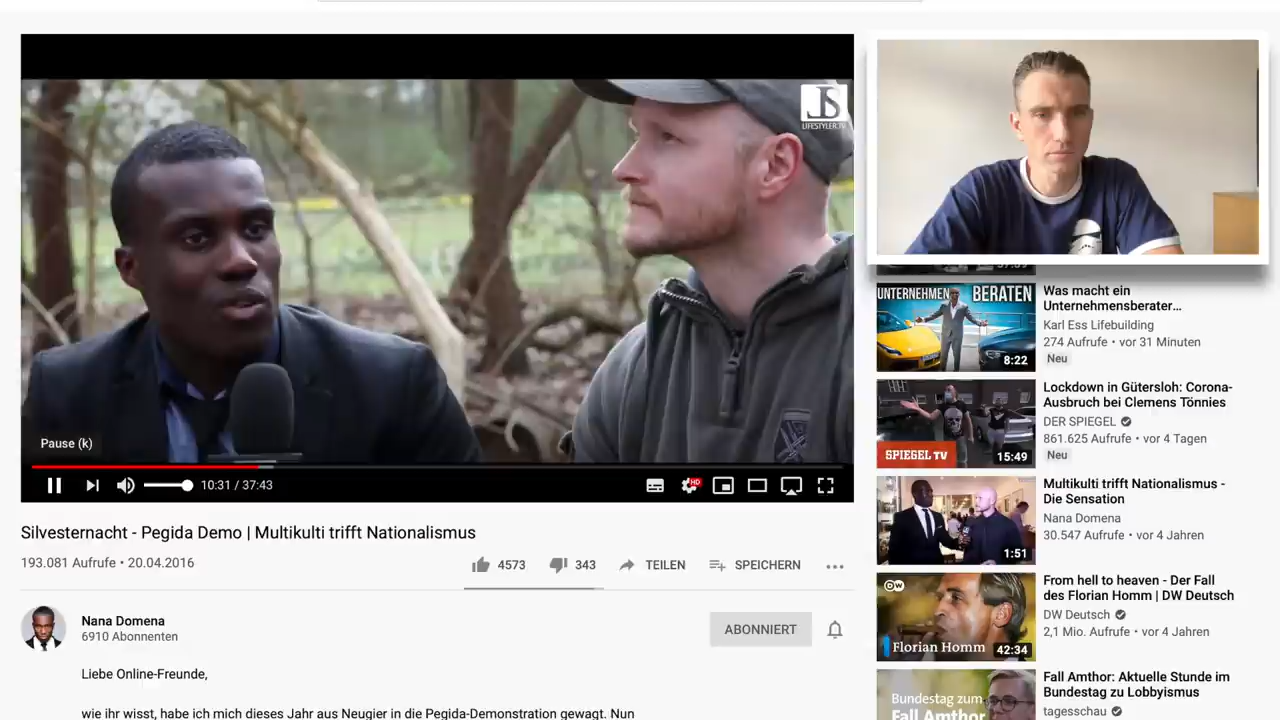 JS
LIFESTYLER.TV
Pause (k)
10:31 / 37:43
HD
Silvesternacht - Pegida Demo | Multikulti trifft Nationalismus
193.081 Aufrufe • 20.04.2016
4573
343
TEILEN
SPEICHERN
Nana Domena
6910 Abonnenten
ABONNIERT
Liebe Online-Freunde,
wie ihr wisst, habe ich mich dieses Jahr aus Neugier in die Pegida-Demonstration gewagt. Nun
UNTERNEHMEN BERATEN
8:22
Was macht ein
Unternehmensberater...
Karl Ess Lifebuilding
274 Aufrufe • vor 31 Minuten
Neu
SPIEGEL TV
15:49
Lockdown in Gütersloh: Corona-
Ausbruch bei Clemens Tönnies
DER SPIEGEL
861.625 Aufrufe • vor 4 Tagen
Neu
1:51
Multikulti trifft Nationalismus -
Die Sensation
Nana Domena
30.547 Aufrufe • vor 4 Jahren
DW
Florian Homm
42:34
From hell to heaven - Der Fall
des Florian Homm | DW Deutsch
DW Deutsch
2,1 Mio. Aufrufe • vor 4 Jahren
Bundestag zum
Fall Amthor
Fall Amthor: Aktuelle Stunde im
Bundestag zu Lobbyismus
tagesschau